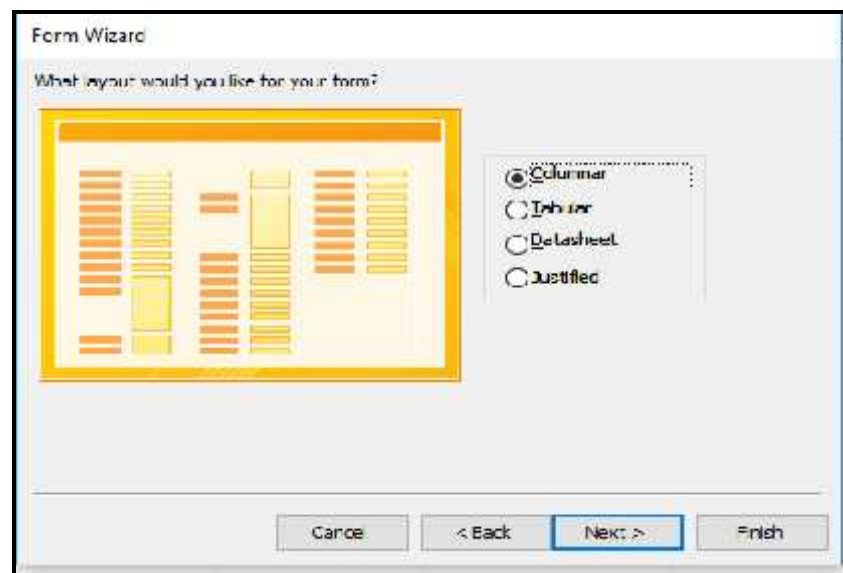 Form Wizard
What layout would you like for your form?
Columnar
Tabular
Datasheet
Justified
Cancel
< Back
Next >
Finish